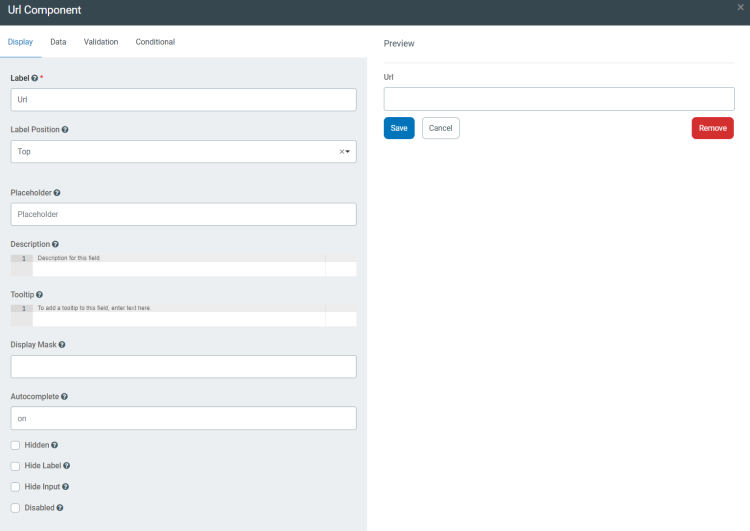 Url Component
×
Display Data Validation Conditional
Label *
Url
Label Position
Top ×
Placeholder
Placeholder
Description
1 Description for this field.
Tooltip
1 To add a tooltip to this field, enter text here.
Display Mask
Autocomplete
on
Hidden
Hide Label
Hide Input
Disabled
Preview
Url
Save Cancel Remove